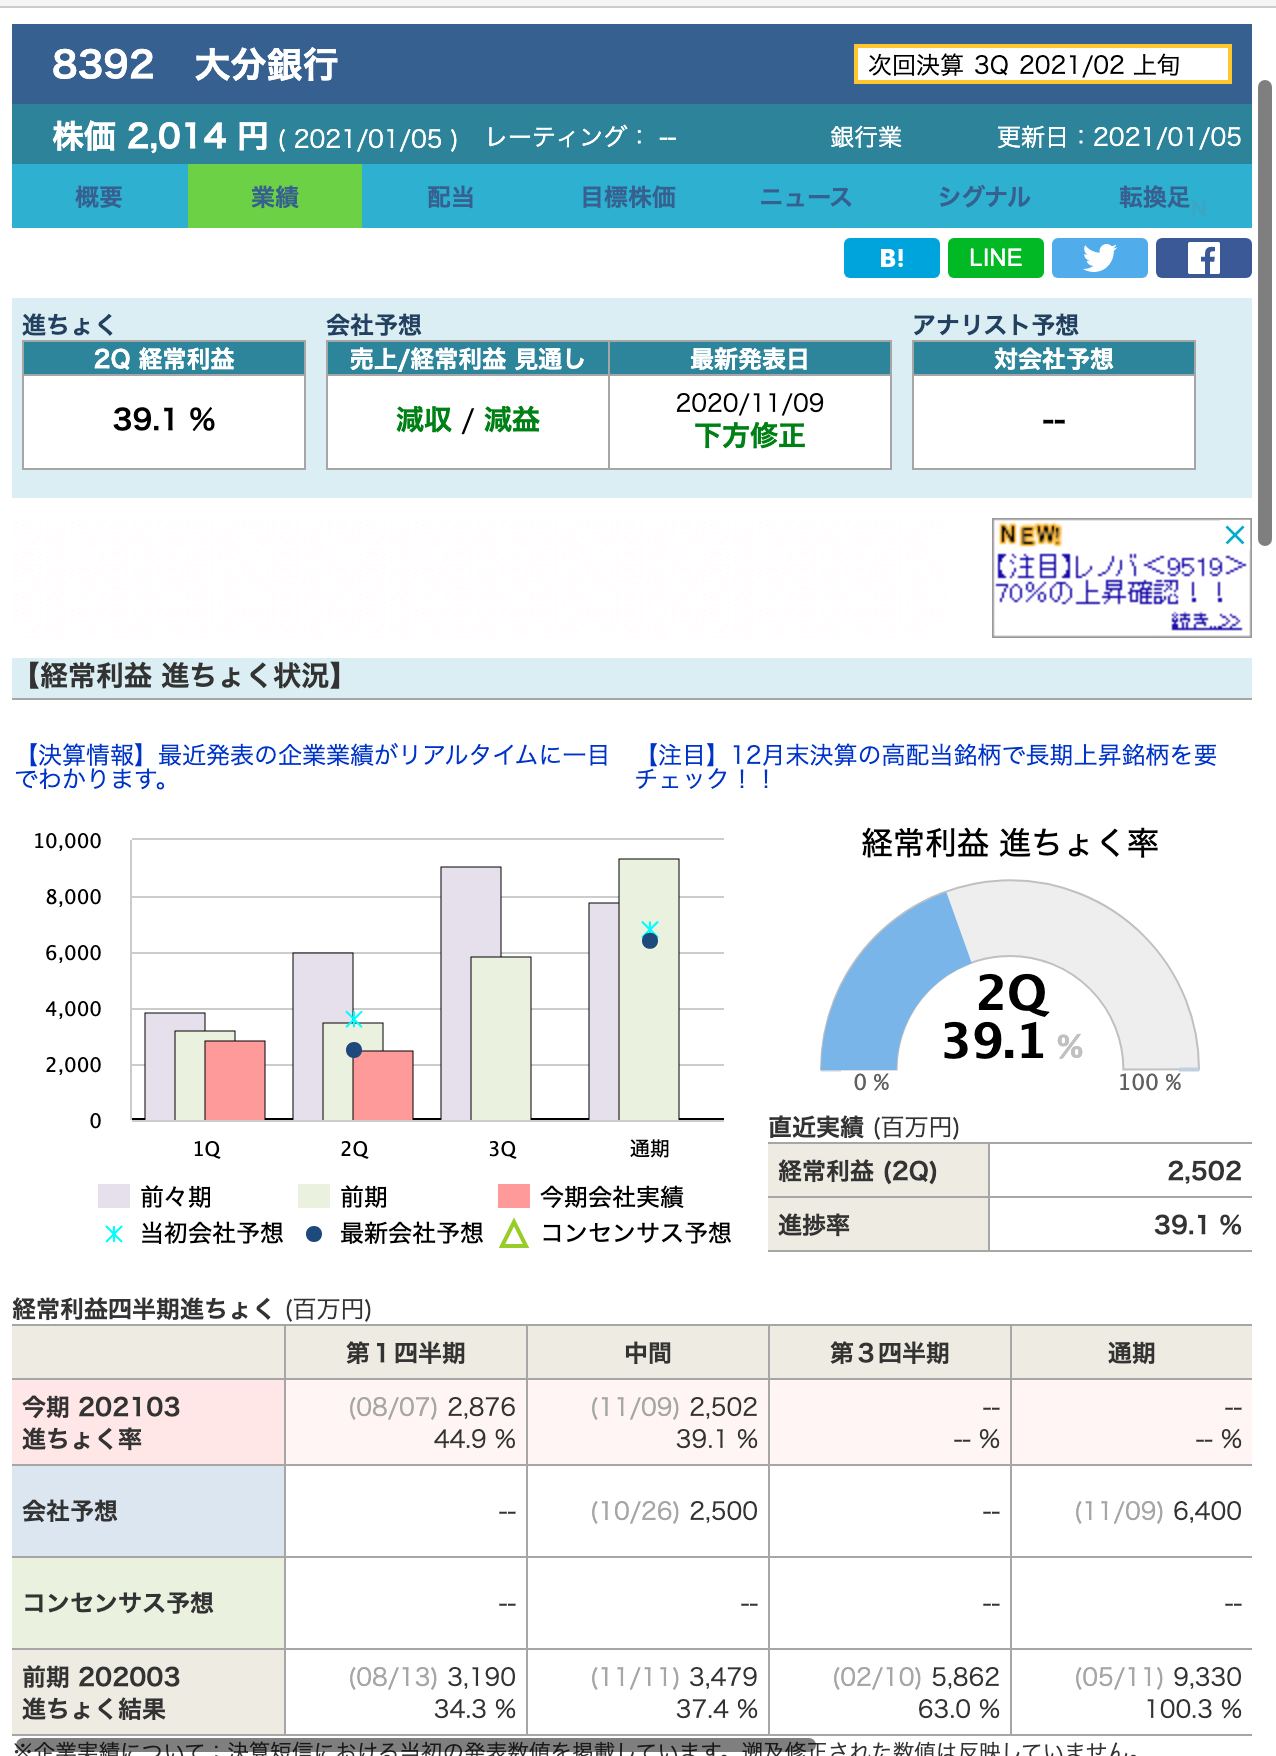 8392 大分銀行
次回決算 3Q 2021/02 上旬
株価 2,014 円 ( 2021/01/05 ) レーティング： -- 銀行業 更新日：2021/01/05
概要 業績 配当 目標株価 ニュース シグナル 転換足
B! LINE
進ちょく 会社予想 アナリスト予想
2Q 経常利益 売上/経常利益 見通し 最新発表日 対会社予想
39.1 % 減収 / 減益 2020/11/09 --
下方修正
NEW!
【注目】レノバ<9519>
70%の上昇確認！！
続き..>>
【経常利益 進ちょく状況】
【決算情報】最近発表の企業業績がリアルタイムに一目
でわかります。
【注目】12月末決算の高配当銘柄で長期上昇銘柄を要
チェック！！
10,000
8,000
6,000
4,000
2,000
0
1Q 2Q 3Q 通期
前々期 前期 今期会社実績
当初会社予想 最新会社予想 コンセンサス予想
経常利益 進ちょく率
2Q
39.1 %
0 % 100 %
直近実績 (百万円)
経常利益 (2Q) 2,502
進捗率 39.1 %
経常利益四半期進ちょく (百万円)
第１四半期 中間 第３四半期 通期
今期 202103 (08/07) 2,876 (11/09) 2,502 -- --
進ちょく率 44.9 % 39.1 % -- % -- %
会社予想 -- (10/26) 2,500 -- (11/09) 6,400
コンセンサス予想 -- -- -- --
前期 202003 (08/13) 3,190 (11/11) 3,479 (02/10) 5,862 (05/11) 9,330
進ちょく結果 34.3 % 37.4 % 63.0 % 100.3 %
※企業実績について：決算短信における当初の発表数値を掲載しています。遡及修正された数値は反映していません。